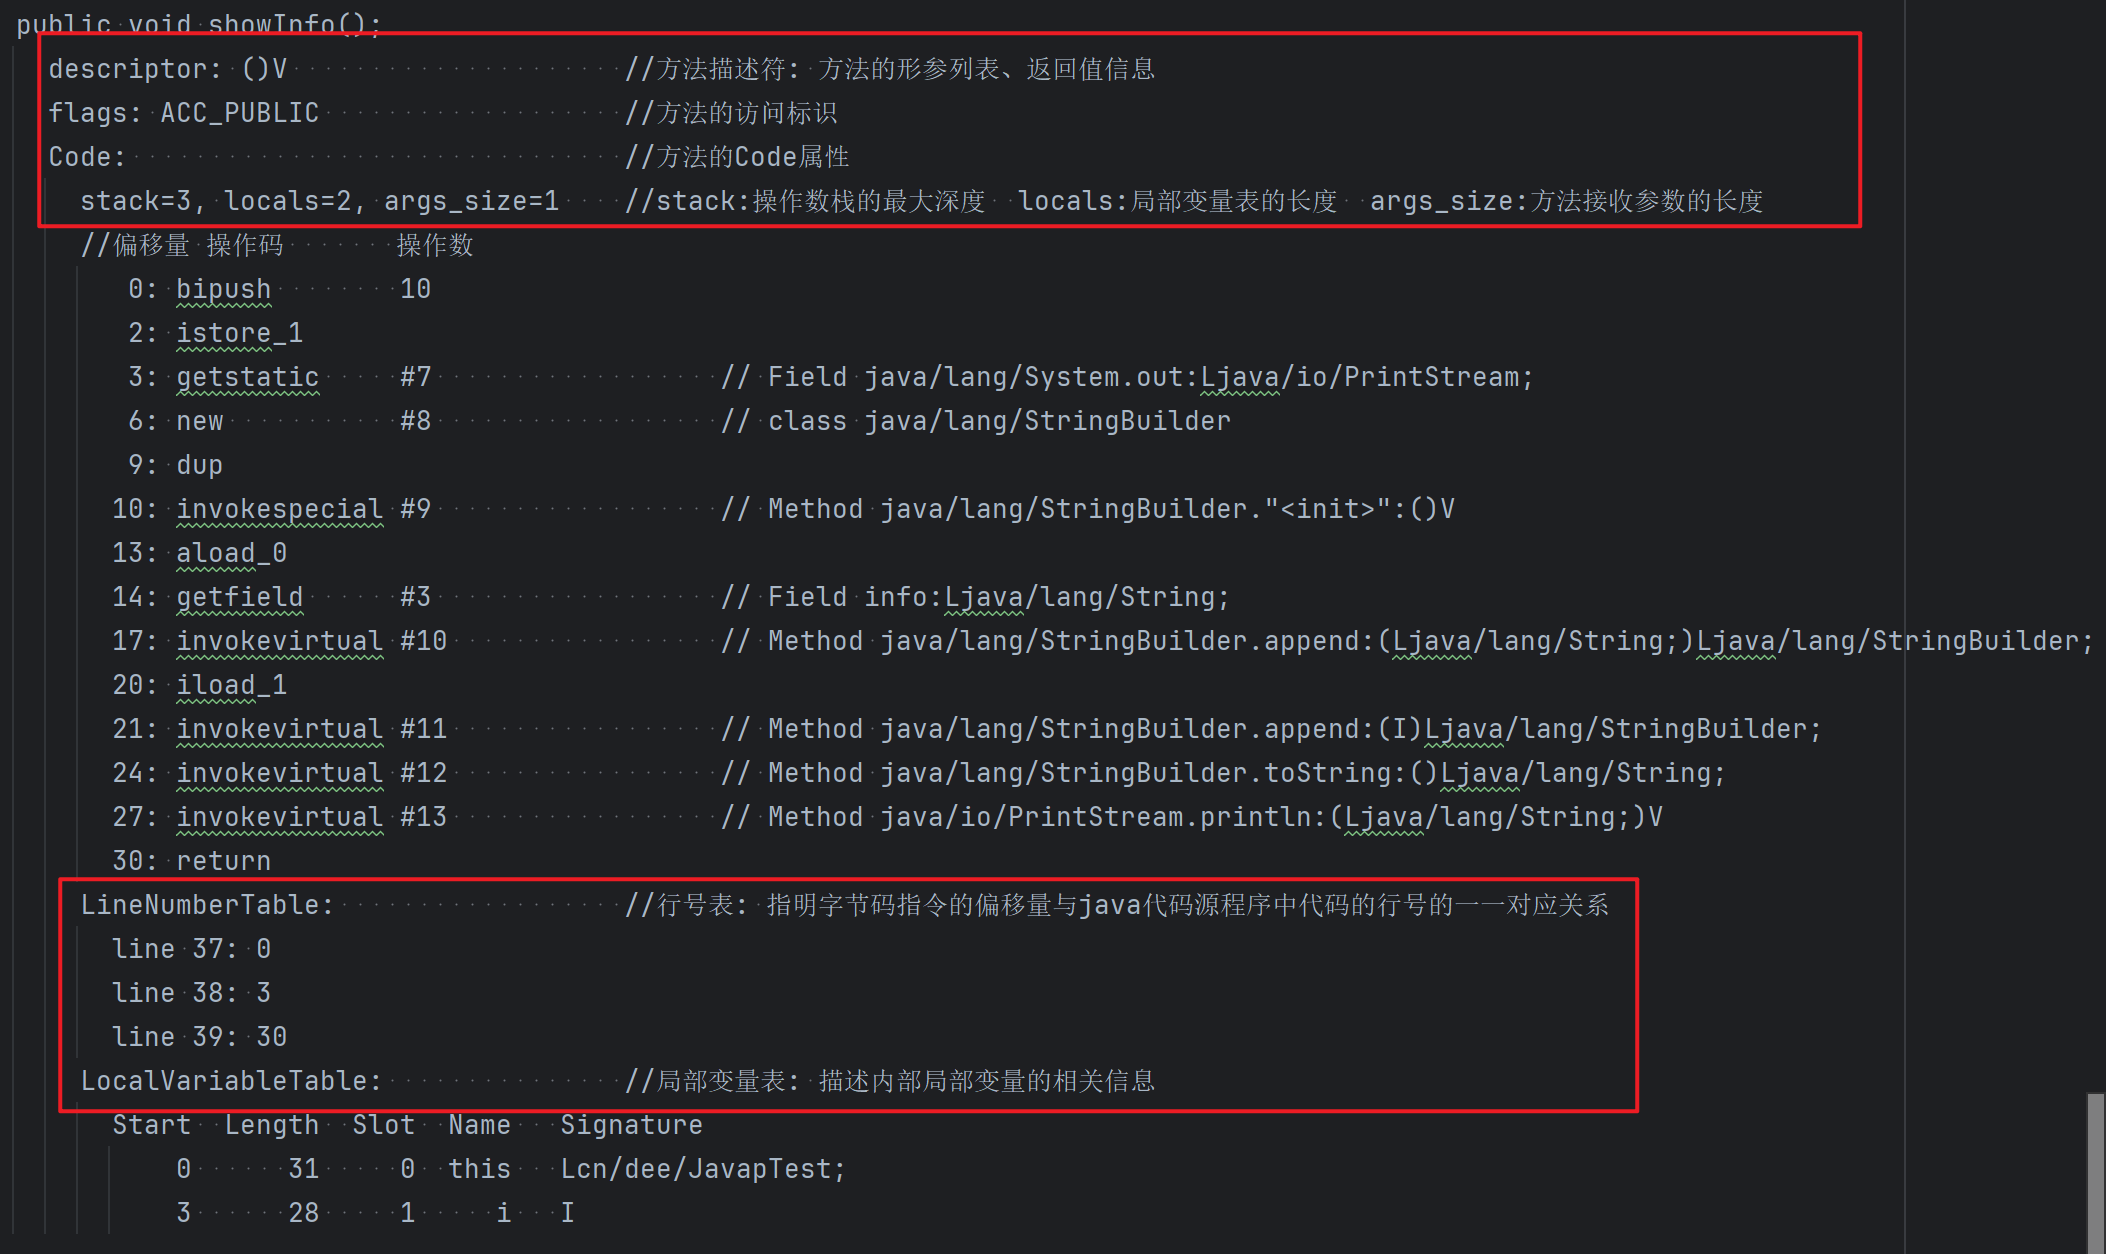 public void showInfo();
descriptor: ()V //方法描述符: 方法的形参列表、返回值信息
flags: ACC_PUBLIC //方法的访问标识
Code: //方法的Code属性
stack=3, locals=2, args_size=1 //stack:操作数栈的最大深度 locals:局部变量表的长度 args_size:方法接收参数的长度
//偏移量 操作码 操作数
0: bipush 10
2: istore_1
3: getstatic #7 // Field java/lang/System.out:Ljava/io/PrintStream;
6: new #8 // class java/lang/StringBuilder
9: dup
10: invokespecial #9 // Method java/lang/StringBuilder."<init>":()V
13: aload_0
14: getfield #3 // Field info:Ljava/lang/String;
17: invokevirtual #10 // Method java/lang/StringBuilder.append:(Ljava/lang/String;)Ljava/lang/StringBuilder;
20: iload_1
21: invokevirtual #11 // Method java/lang/StringBuilder.append:(I)Ljava/lang/StringBuilder;
24: invokevirtual #12 // Method java/lang/StringBuilder.toString:()Ljava/lang/String;
27: invokevirtual #13 // Method java/io/PrintStream.println:(Ljava/lang/String;)V
30: return
LineNumberTable: //行号表: 指明字节码指令的偏移量与java代码源程序中代码的行号的一一对应关系
line 37: 0
line 38: 3
line 39: 30
LocalVariableTable: //局部变量表: 描述内部局部变量的相关信息
Start Length Slot Name Signature
0 31 0 this Lcn/dee/JavapTest;
3 28 1 i I